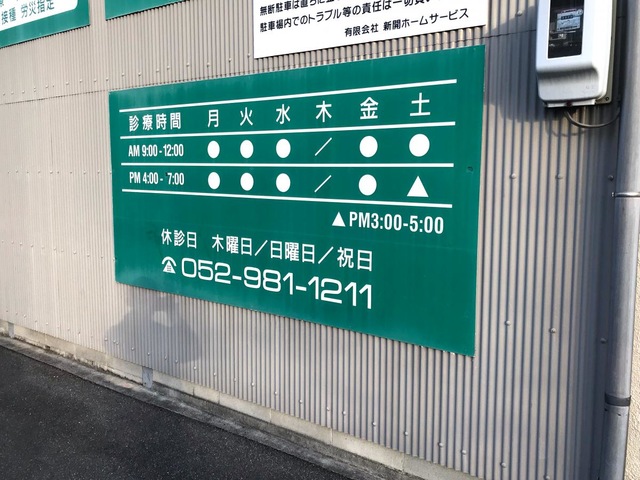 接種 労災指定
駐車場内でのトラブル等の責任は一切負
有限会社 新開ホームサービス
診療時間 月 火 水 木 金 土
AM 9:00-12:00 ● ● ● ／ ● ●
PM 4:00- 7:00 ● ● ● ／ ● ▲
▲PM3:00-5:00
休診日 木曜日／日曜日／祝日
☎052-981-1211